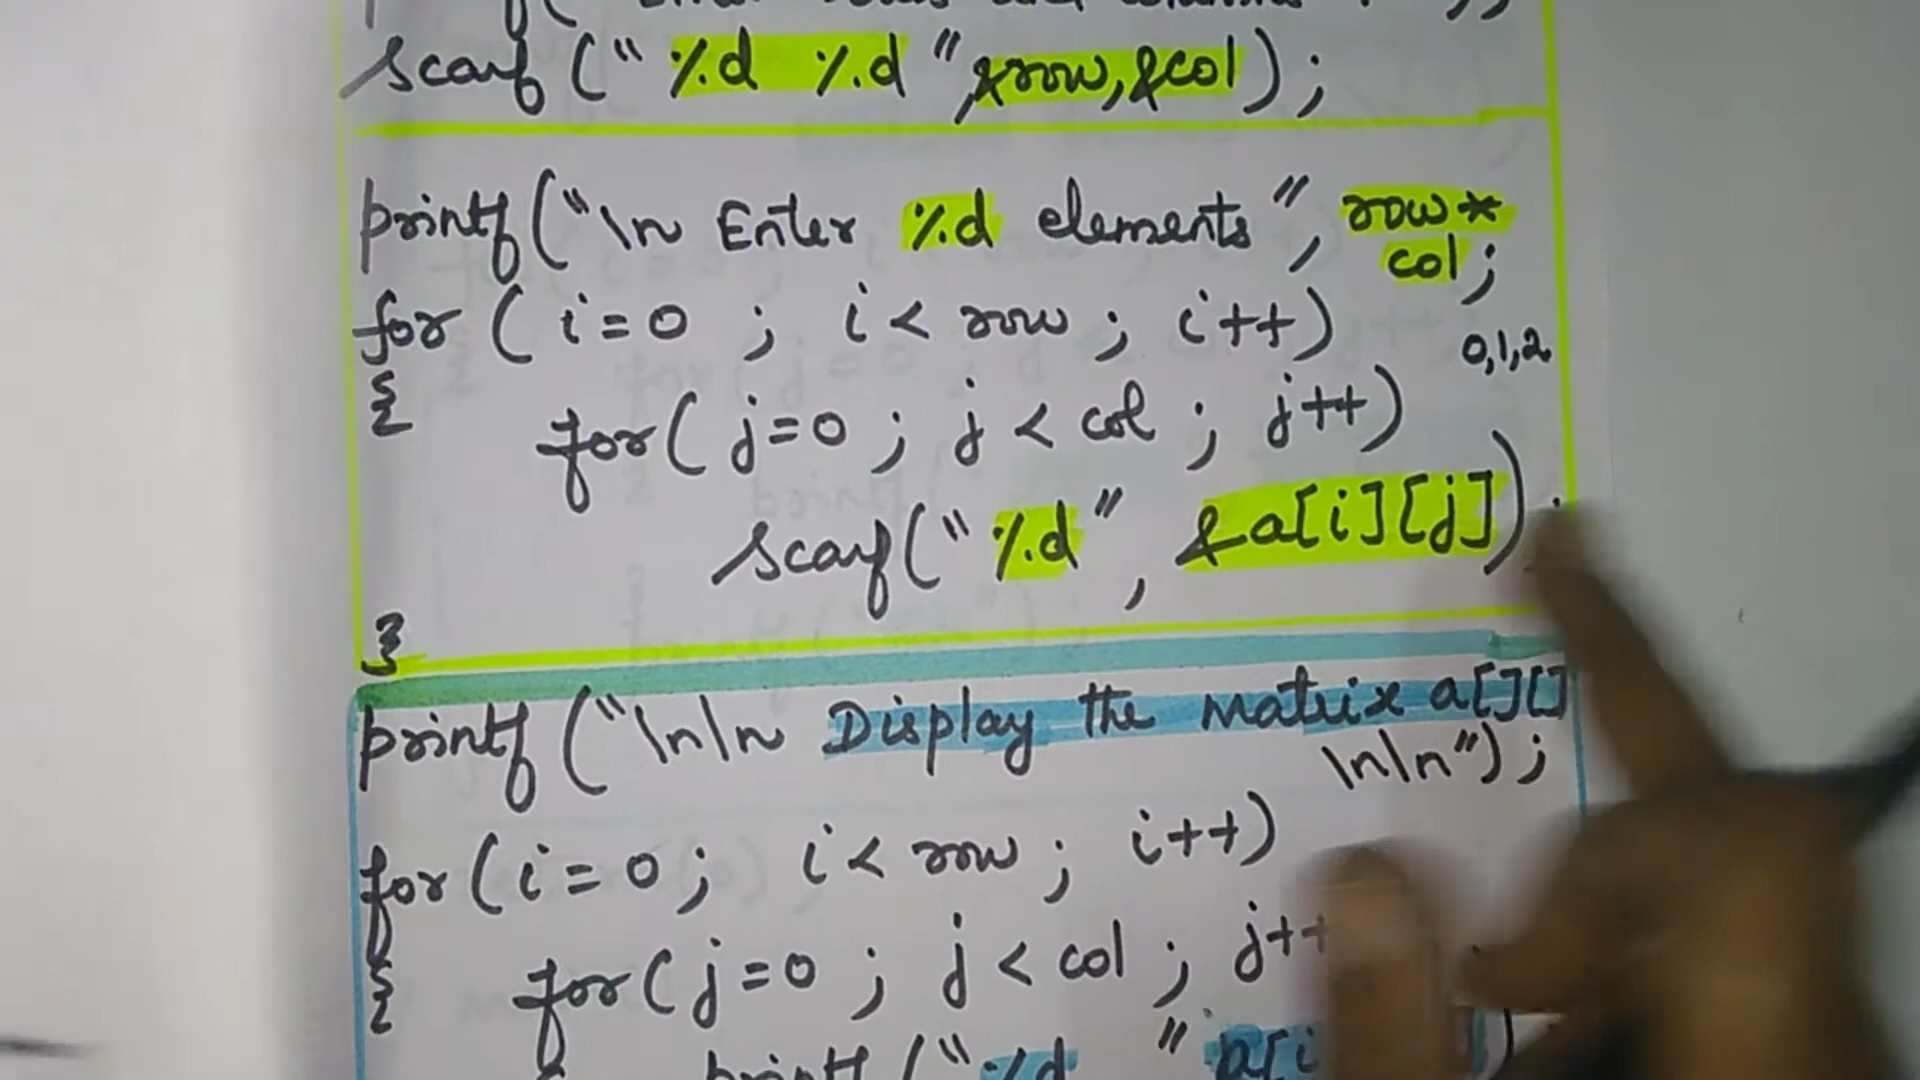 scanf ("%d %d", &row, &col);
printf("\n Enter %d elements", row*
col;
for ( i=0 ; i < row ; i++)
0,1,2
{ for( j=0 ; j < col ; j++)
scanf("%d", &a[i][j]);
}
printf ("\n\n Display the matrix a[][]
\n\n");
for( i = 0 ; i < row ; i++)
{ for( j=0 ; j < col ; j++
printf ("%d " a[i